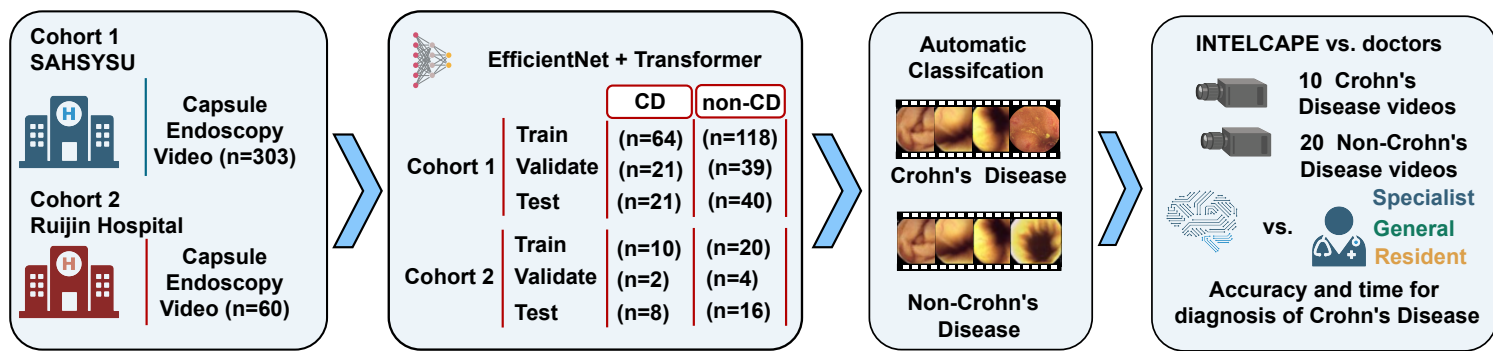 Cohort 1
SAHSYSU
H
Capsule
Endoscopy
Video (n=303)
Cohort 2
Ruijin Hospital
H
Capsule
Endoscopy
Video (n=60)
EfficientNet + Transformer
CD non-CD
Train (n=64) (n=118)
Cohort 1 Validate (n=21) (n=39)
Test (n=21) (n=40)
Train (n=10) (n=20)
Cohort 2 Validate (n=2) (n=4)
Test (n=8) (n=16)
Automatic
Classifcation
Crohn's Disease
Non-Crohn's
Disease
INTELCAPE vs. doctors
10 Crohn's
Disease videos
20 Non-Crohn's
Disease videos
vs.
Specialist
General
Resident
Accuracy and time for
diagnosis of Crohn's Disease